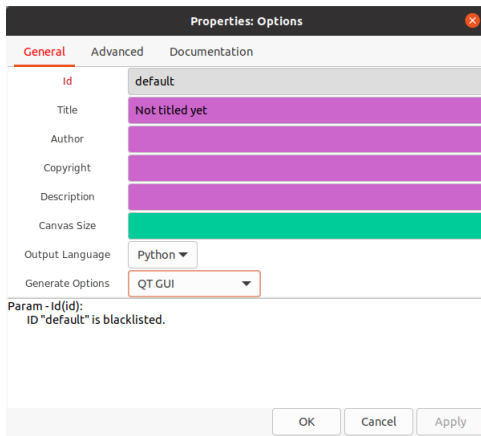 Properties: Options
General Advanced Documentation
Id default
Title Not titled yet
Author
Copyright
Description
Canvas Size
Output Language Python
Generate Options QT GUI
Param - Id(id):
ID "default" is blacklisted.
OK Cancel Apply